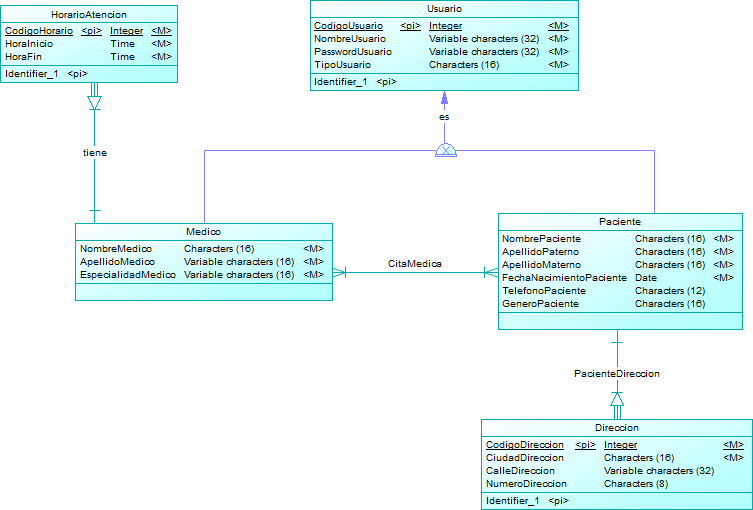 HorarioAtencion
CodigoHorario <pi> Integer <M>
HoraInicio Time <M>
HoraFin Time <M>
Identifier_1 <pi>
Usuario
CodigoUsuario <pi> Integer <M>
NombreUsuario Variable characters (32) <M>
PasswordUsuario Variable characters (32) <M>
TipoUsuario Characters (16) <M>
Identifier_1 <pi>
es
tiene
Medico
NombreMedico Characters (16) <M>
ApellidoMedico Variable characters (16) <M>
EspecialidadMedico Variable characters (16) <M>
CitaMedica
Paciente
NombrePaciente Characters (16) <M>
ApellidoPaterno Characters (16) <M>
ApellidoMaterno Characters (16) <M>
FechaNacimientoPaciente Date <M>
TelefonoPaciente Characters (12)
GeneroPaciente Characters (16)
PacienteDireccion
Direccion
CodigoDireccion <pi> Integer <M>
CiudadDireccion Characters (16) <M>
CalleDireccion Variable characters (32)
NumeroDireccion Characters (8)
Identifier_1 <pi>